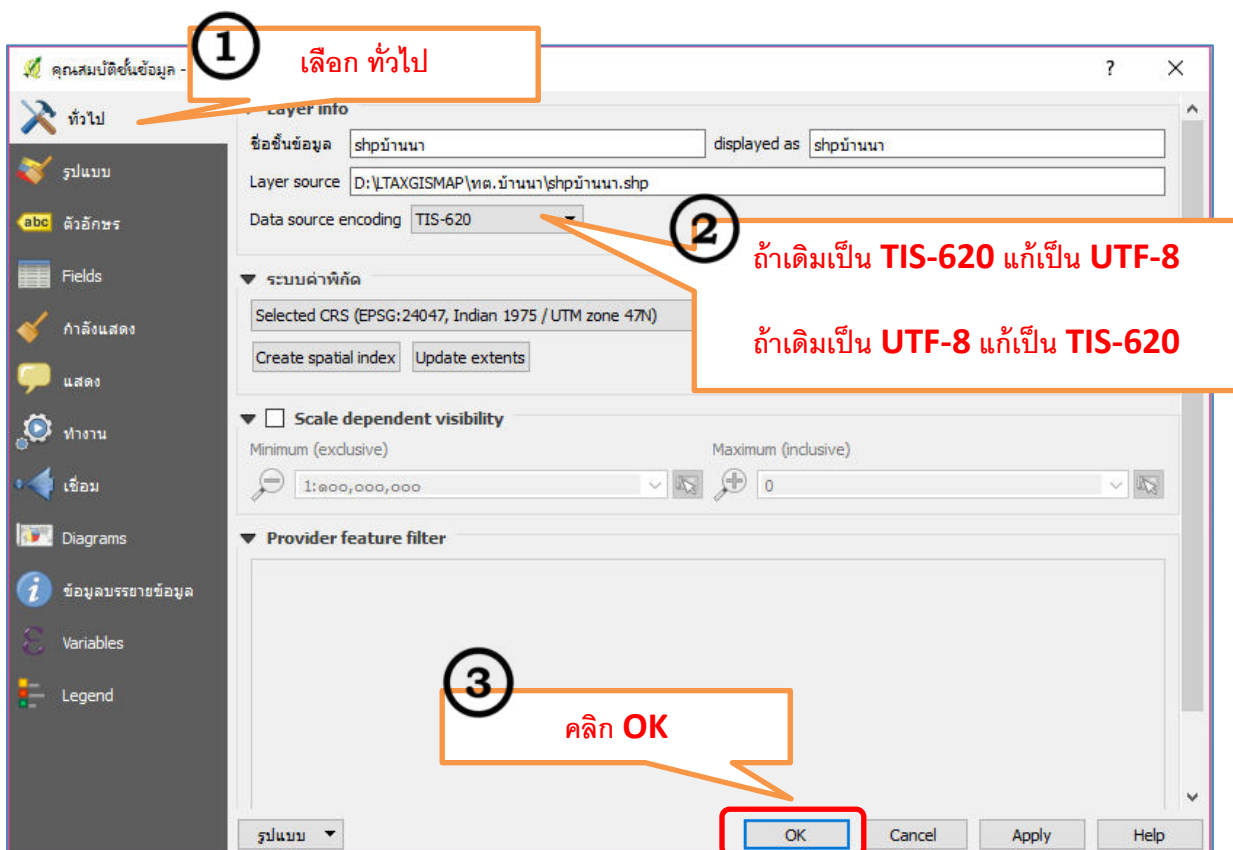 1
เลือก ทั่วไป
คุณสมบัติชั้นข้อมูล -
? ×
ทั่วไป
รูปแบบ
abc ตัวอักษร
Fields
กำลังแสดง
แสดง
ทำงาน
เชื่อม
Diagrams
i ข้อมูลบรรยายข้อมูล
Variables
Legend
Layer info
ชื่อชั้นข้อมูล shpบ้านนา displayed as shpบ้านนา
Layer source D:\LTAXGISMAP\ทต.บ้านนา\shpบ้านนา.shp
Data source encoding TIS-620
2
ถ้าเดิมเป็น TIS-620 แก้เป็น UTF-8
ถ้าเดิมเป็น UTF-8 แก้เป็น TIS-620
ระบบค่าพิกัด
Selected CRS (EPSG:24047, Indian 1975 / UTM zone 47N)
Create spatial index Update extents
Scale dependent visibility
Minimum (exclusive) Maximum (inclusive)
1:๑๐๐,๐๐๐,๐๐๐ 0
Provider feature filter
3
คลิก OK
รูปแบบ OK Cancel Apply Help